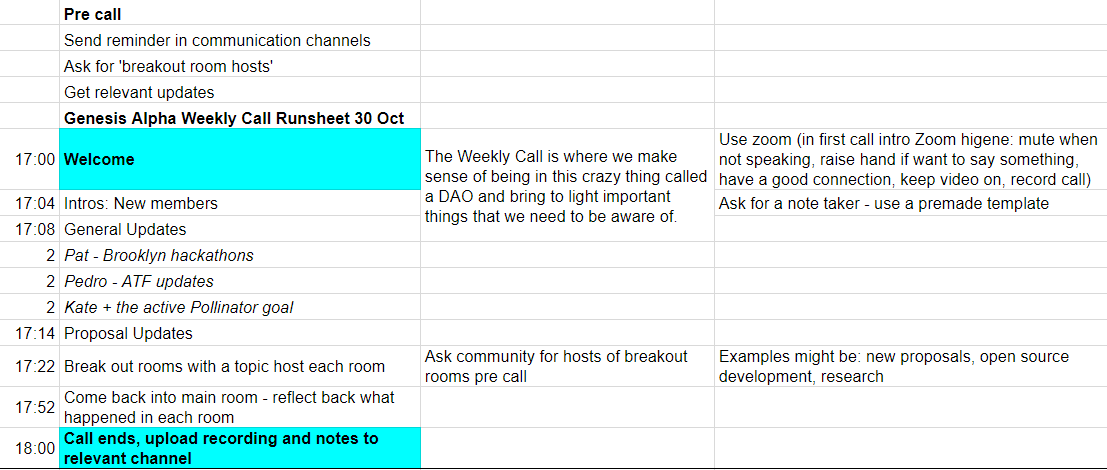 Pre call
Send reminder in communication channels
Ask for 'breakout room hosts'
Get relevant updates
Genesis Alpha Weekly Call Runsheet 30 Oct
17:00 Welcome
The Weekly Call is where we make
sense of being in this crazy thing called
a DAO and bring to light important
things that we need to be aware of.
Use zoom (in first call intro Zoom higene: mute when
not speaking, raise hand if want to say something,
have a good connection, keep video on, record call)
17:04 Intros: New members
Ask for a note taker - use a premade template
17:08 General Updates
2 Pat - Brooklyn hackathons
2 Pedro - ATF updates
2 Kate + the active Pollinator goal
17:14 Proposal Updates
17:22 Break out rooms with a topic host each room
Ask community for hosts of breakout
rooms pre call
Examples might be: new proposals, open source
development, research
17:52 Come back into main room - reflect back what
happened in each room
18:00 Call ends, upload recording and notes to
relevant channel